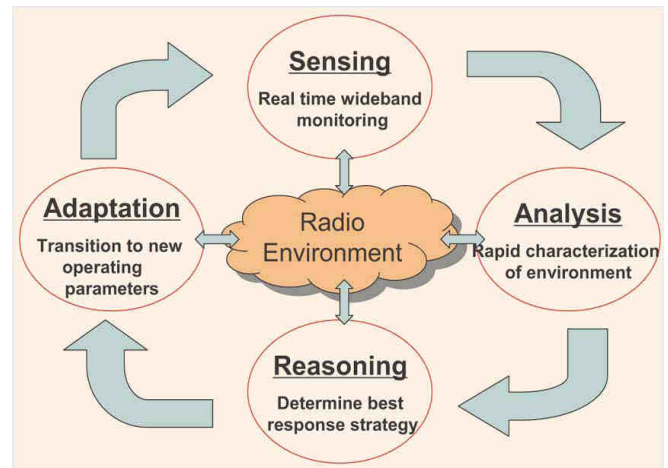 Sensing
Real time wideband
monitoring
Adaptation
Transition to new
operating
parameters
Radio
Environment
Analysis
Rapid characterization
of environment
Reasoning
Determine best
response strategy